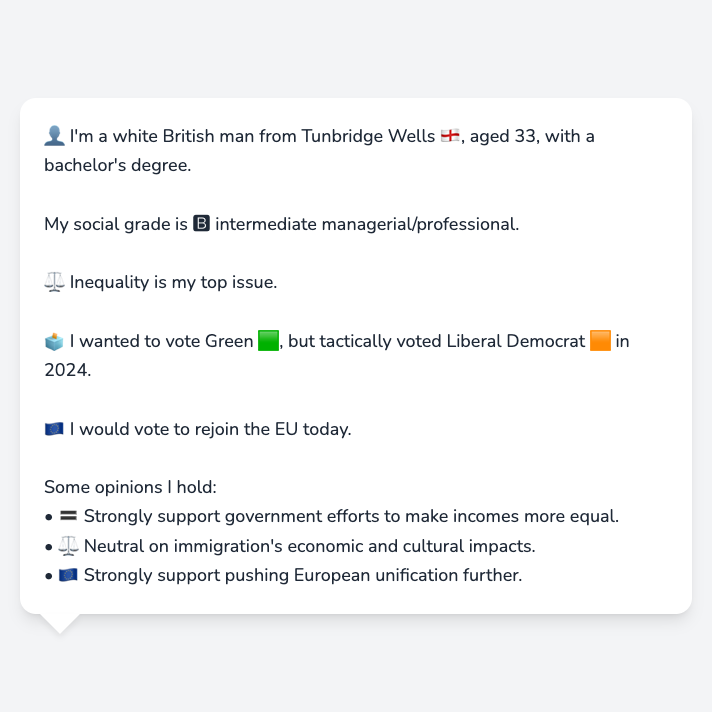 👤 I'm a white British man from Tunbridge Wells 🏴󠁧󠁢󠁥󠁮󠁧󠁿, aged 33, with a
bachelor's degree.
My social grade is 🅱 intermediate managerial/professional.
⚖️ Inequality is my top issue.
🗳️ I wanted to vote Green 🟩, but tactically voted Liberal Democrat 🟧 in
2024.
🇪🇺 I would vote to rejoin the EU today.
Some opinions I hold:
• 🟰 Strongly support government efforts to make incomes more equal.
• ⚖️ Neutral on immigration's economic and cultural impacts.
• 🇪🇺 Strongly support pushing European unification further.